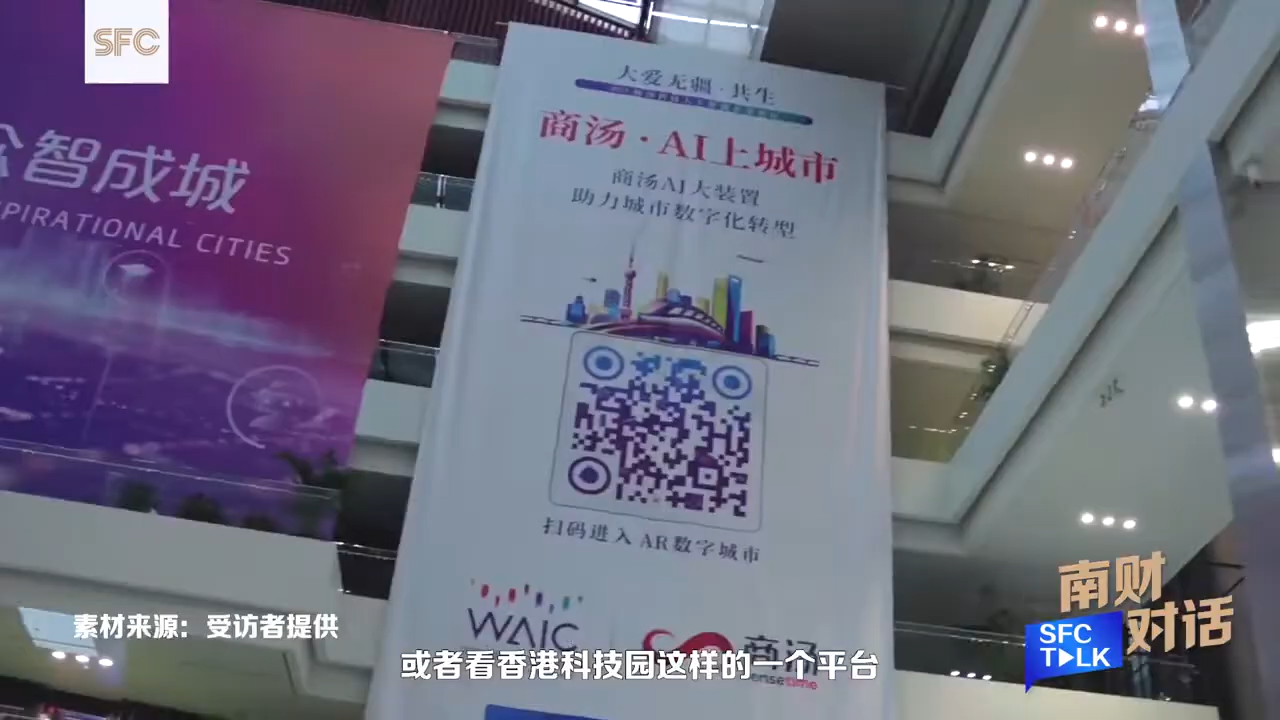 SFC
大爱无疆·共生
商汤·AI上城市
商汤AI大装置
助力城市数字化转型
智成城
PIRATIONAL CITIES
扫码进入 AR数字城市
WAIC
商汤
sensetime
素材来源：受访者提供
或者看香港科技园这样的一个平台
南财
对话
SFC
TALK